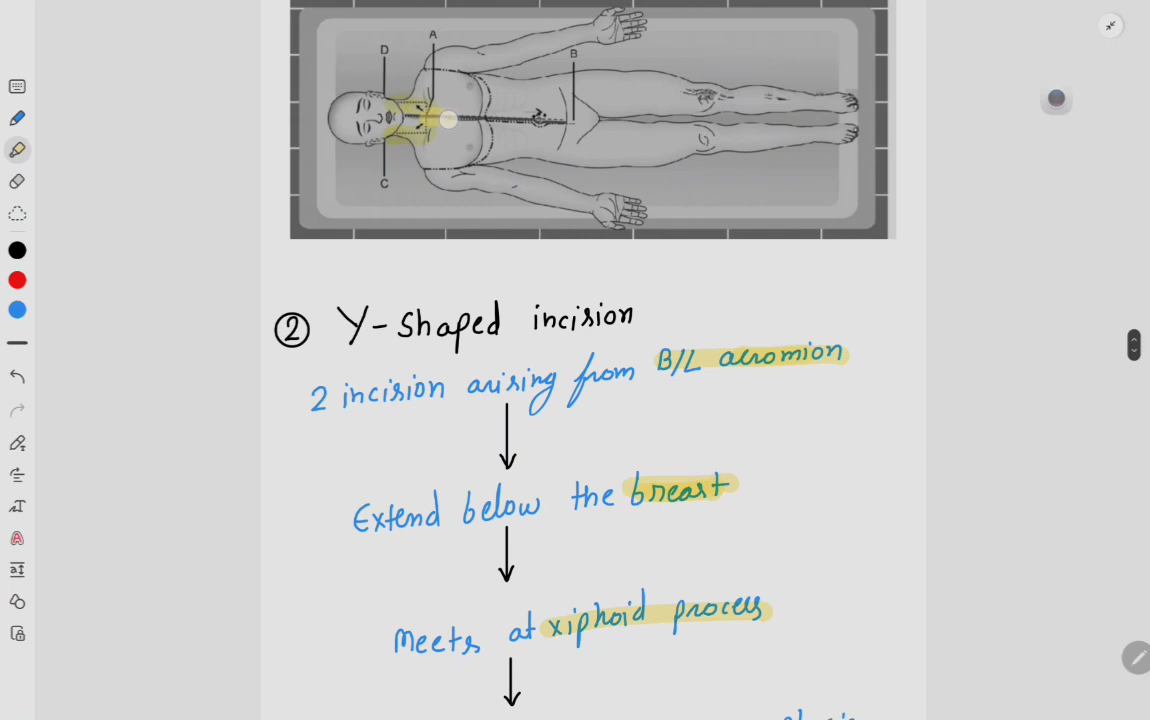 A
D
B
C
② Y-shaped incision
2 incision arising from B/L acromion
Extend below the breast
Meets at xiphoid process